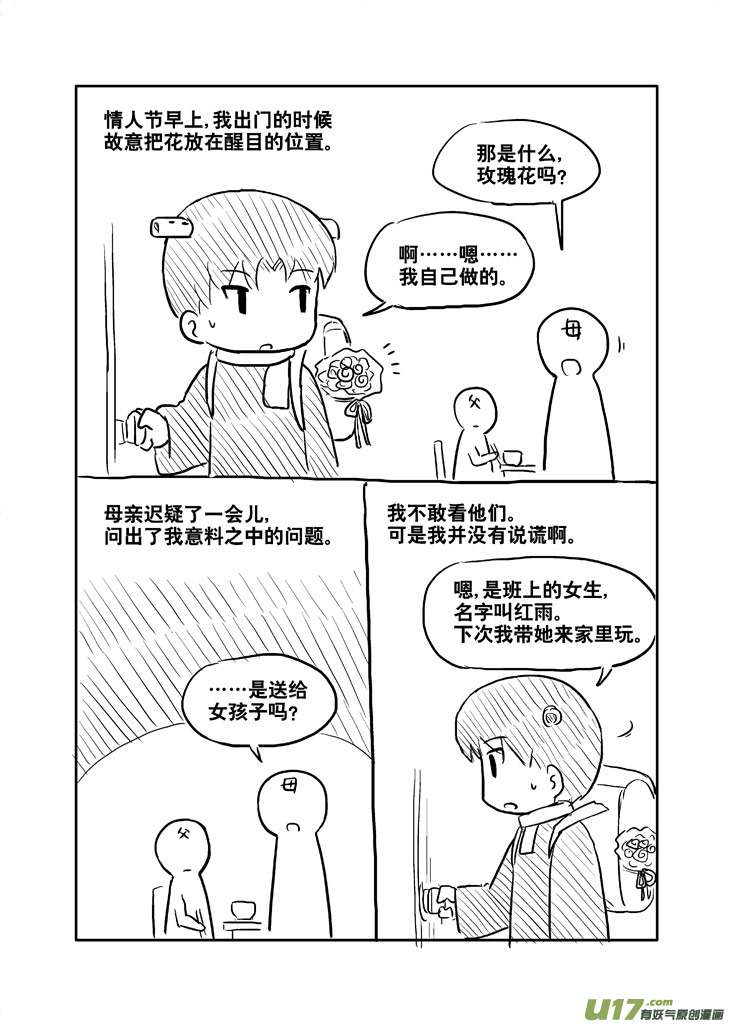 情人节早上,我出门的时候
故意把花放在醒目的位置。
那是什么,
玫瑰花吗?
啊……嗯……
我自己做的。
母
父
母亲迟疑了一会儿,
问出了我意料之中的问题。
……是送给
女孩子吗?
母
父
我不敢看他们。
可是我并没有说谎啊。
嗯,是班上的女生,
名字叫红雨。
下次我带她来家里玩。
U17.com
有妖气原创漫画